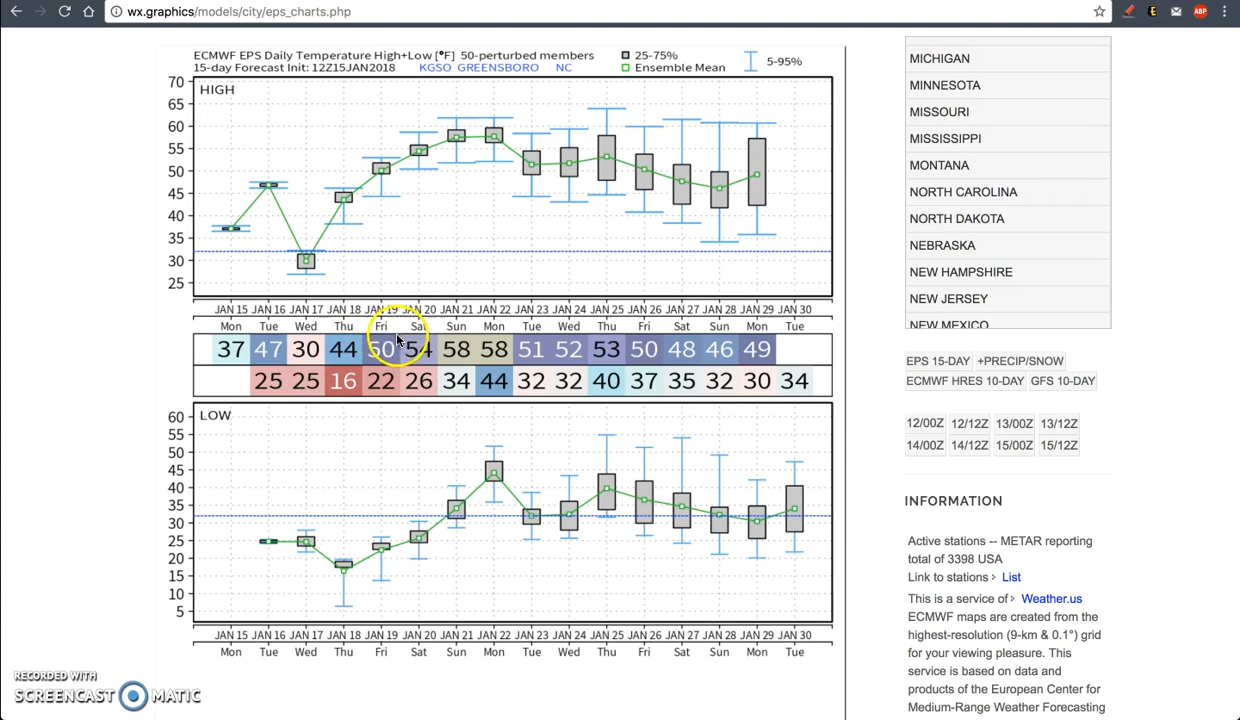 wx.graphics/models/city/eps_charts.php
ABP
ECMWF EPS Daily Temperature High+Low [°F] 50-perturbed members
15-day Forecast Init: 12Z15JAN2018 KGSO GREENSBORO NC
25-75%
Ensemble Mean
5-95%
HIGH
70
65
60
55
50
45
40
35
30
25
JAN 15 JAN 16 JAN 17 JAN 18 JAN 19 JAN 20 JAN 21 JAN 22 JAN 23 JAN 24 JAN 25 JAN 26 JAN 27 JAN 28 JAN 29 JAN 30
Mon Tue Wed Thu Fri Sat Sun Mon Tue Wed Thu Fri Sat Sun Mon Tue
37 47 30 44 50 54 58 58 51 52 53 50 48 46 49
25 25 16 22 26 34 44 32 32 40 37 35 32 30 34
LOW
60
55
50
45
40
35
30
25
20
15
10
5
JAN 15 JAN 16 JAN 17 JAN 18 JAN 19 JAN 20 JAN 21 JAN 22 JAN 23 JAN 24 JAN 25 JAN 26 JAN 27 JAN 28 JAN 29 JAN 30
Mon Tue Wed Thu Fri Sat Sun Mon Tue Wed Thu Fri Sat Sun Mon Tue
MICHIGAN
MINNESOTA
MISSOURI
MISSISSIPPI
MONTANA
NORTH CAROLINA
NORTH DAKOTA
NEBRASKA
NEW HAMPSHIRE
NEW JERSEY
NEW MEXICO
EPS 15-DAY +PRECIP/SNOW
ECMWF HRES 10-DAY GFS 10-DAY
12/00Z 12/12Z 13/00Z 13/12Z
14/00Z 14/12Z 15/00Z 15/12Z
INFORMATION
Active stations -- METAR reporting
total of 3398 USA
Link to stations > List
This is a service of > Weather.us
ECMWF maps are created from the
highest-resolution (9-km & 0.1°) grid
for your viewing pleasure. This
service is based on data and
products of the European Center for
Medium-Range Weather Forecasting
RECORDED WITH
SCREENCAST MATIC